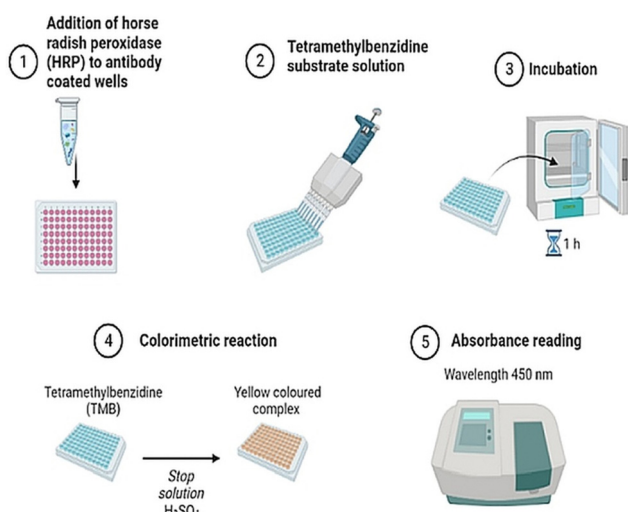 1
Addition of horse
radish peroxidase
(HRP) to antibody
coated wells
2
Tetramethylbenzidine
substrate solution
3
Incubation
1 h
4
Colorimetric reaction
Tetramethylbenzidine
(TMB)
Yellow coloured
complex
Stop
solution
H₂SO₄
5
Absorbance reading
Wavelength 450 nm